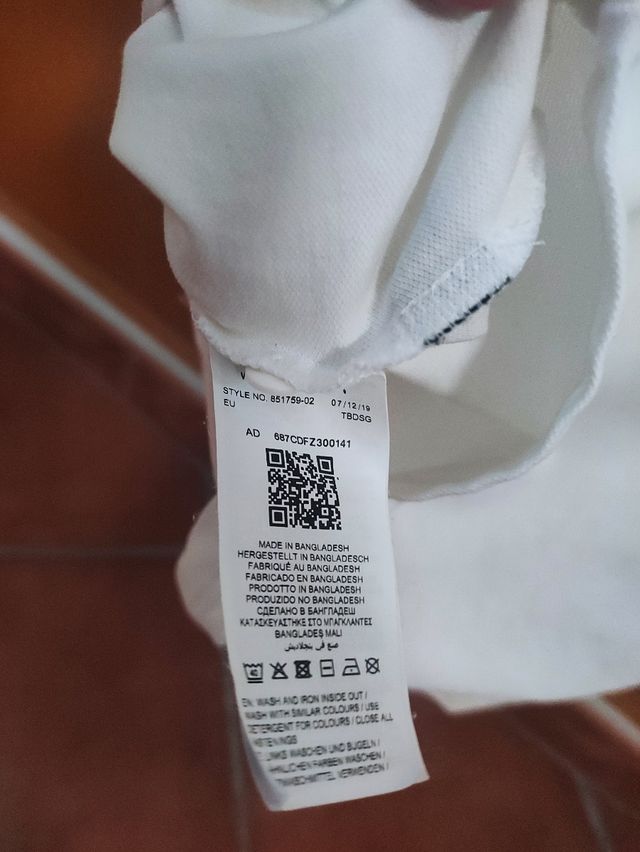 STYLE NO. 851759-02 07/12/19
EU TBDSG
AD 687CDFZ300141
MADE IN BANGLADESH
HERGESTELLT IN BANGLADESCH
FABRIQUÉ AU BANGLADESH
FABRICADO EN BANGLADESH
PRODOTTO IN BANGLADESH
PRODUZIDO NO BANGLADESH
СДЕЛАНО В БАНГЛАДЕШ
ΚΑΤΑΣΚΕΥΑΣΤΗΚΕ ΣΤΟ ΜΠΑΓΚΛΑΝΤΕΣ
BANGLADEŞ MALI
صنع في بنجلاديش
40
EN: WASH AND IRON INSIDE OUT /
WASH WITH SIMILAR COLOURS / USE
DETERGENT FOR COLOURS / CLOSE ALL
LINKS WASCHEN UND BÜGELN /
FARBEN WASCHEN /
VERWENDEN /